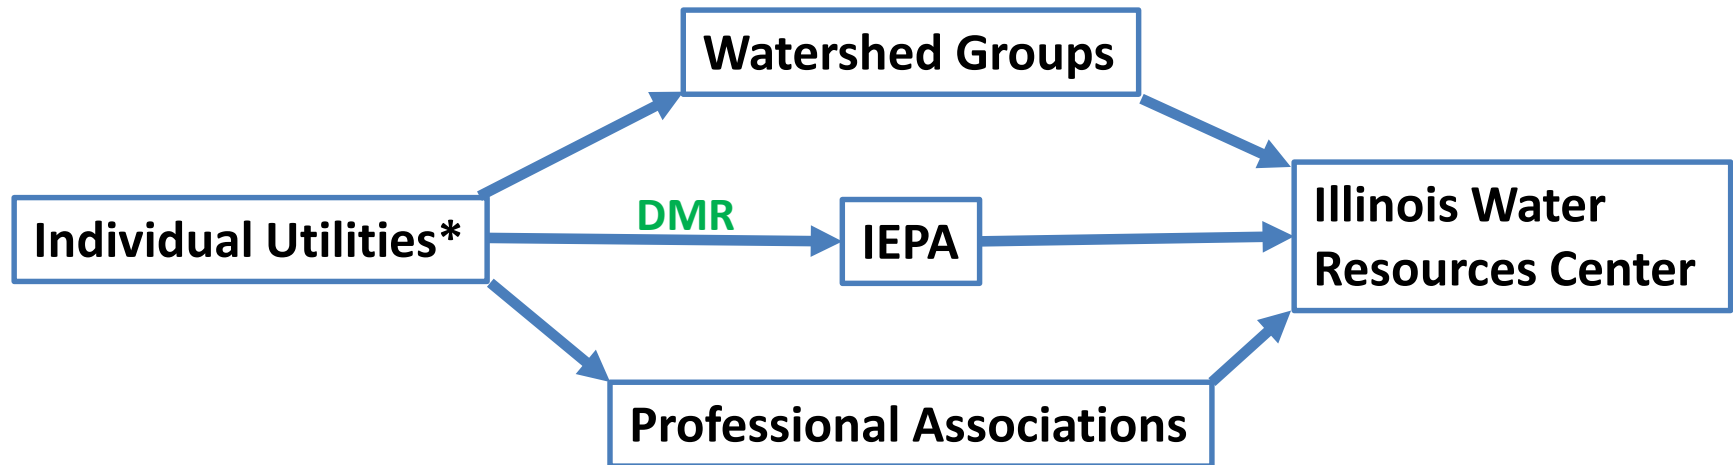 Watershed Groups
Individual Utilities*
DMR
IEPA
Illinois Water
Resources Center
Professional Associations